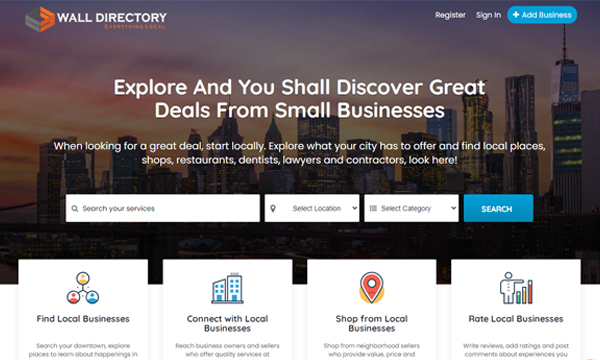 WALL DIRECTORY
EVERYTHING LOCAL
Register Sign In + Add Business
Explore And You Shall Discover Great
Deals From Small Businesses
When looking for a great deal, start locally. Explore what your city has to offer and find local places,
shops, restaurants, dentists, lawyers and contractors, look here!
Search your services Select Location Select Category SEARCH
Find Local Businesses
Search your downtown, explore
places to learn about happenings in
Connect with Local
Businesses
Reach business owners and sellers
who offer quality services at
Shop from Local
Businesses
Shop from neighborhood sellers
who provide value, price and
Rate Local Businesses
Write reviews, add ratings and post
comments about experiences you